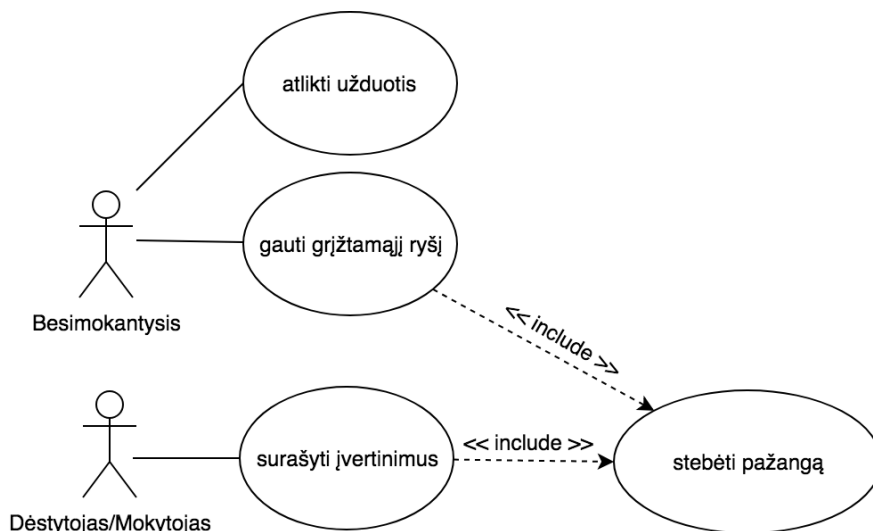 atlikti užduotis
gauti grįžtamąjį ryšį
Besimokantysis
<< include >>
surašyti įvertinimus
<< include >>
stebėti pažangą
Dėstytojas/Mokytojas